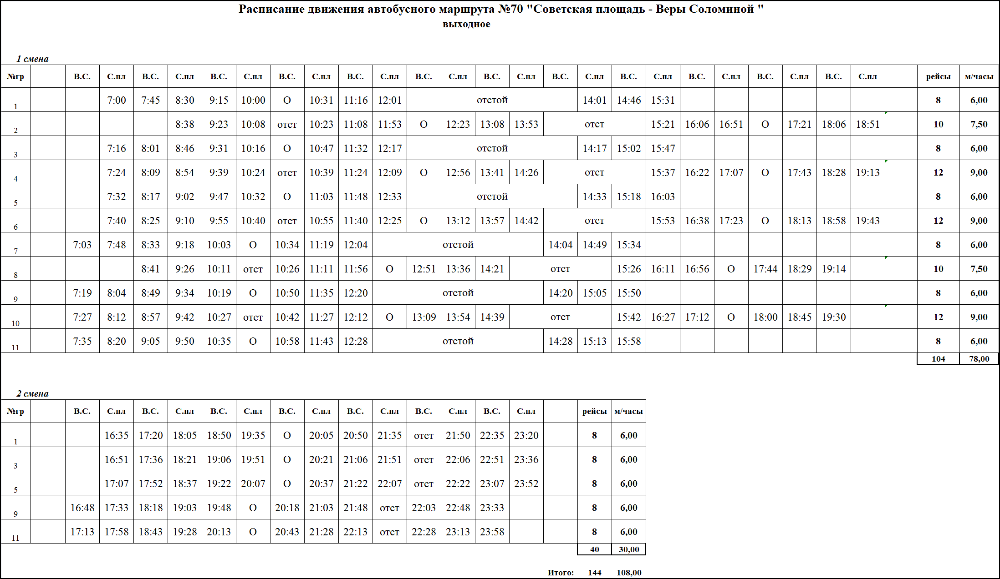 Расписание движения автобусного маршрута №70 "Советская площадь - Веры Соломиной "
выходное
1 смена
№гр В.С. С.пл В.С. С.пл В.С. С.пл В.С. С.пл В.С. С.пл В.С. С.пл В.С. С.пл В.С. С.пл В.С. С.пл В.С. С.пл В.С. С.пл В.С. С.пл рейсы м/часы
1 7:00 7:45 8:30 9:15 10:00 О 10:31 11:16 12:01 отстой 14:01 14:46 15:31 8 6,00
2 8:38 9:23 10:08 отст 10:23 11:08 11:53 О 12:23 13:08 13:53 отст 15:21 16:06 16:51 О 17:21 18:06 18:51 10 7,50
3 7:16 8:01 8:46 9:31 10:16 О 10:47 11:32 12:17 отстой 14:17 15:02 15:47 8 6,00
4 7:24 8:09 8:54 9:39 10:24 отст 10:39 11:24 12:09 О 12:56 13:41 14:26 отст 15:37 16:22 17:07 О 17:43 18:28 19:13 12 9,00
5 7:32 8:17 9:02 9:47 10:32 О 11:03 11:48 12:33 отстой 14:33 15:18 16:03 8 6,00
6 7:40 8:25 9:10 9:55 10:40 отст 10:55 11:40 12:25 О 13:12 13:57 14:42 отст 15:53 16:38 17:23 О 18:13 18:58 19:43 12 9,00
7 7:03 7:48 8:33 9:18 10:03 О 10:34 11:19 12:04 отстой 14:04 14:49 15:34 8 6,00
8 8:41 9:26 10:11 отст 10:26 11:11 11:56 О 12:51 13:36 14:21 отст 15:26 16:11 16:56 О 17:44 18:29 19:14 10 7,50
9 7:19 8:04 8:49 9:34 10:19 О 10:50 11:35 12:20 отстой 14:20 15:05 15:50 8 6,00
10 7:27 8:12 8:57 9:42 10:27 отст 10:42 11:27 12:12 О 13:09 13:54 14:39 отст 15:42 16:27 17:12 О 18:00 18:45 19:30 12 9,00
11 7:35 8:20 9:05 9:50 10:35 О 10:58 11:43 12:28 отстой 14:28 15:13 15:58 8 6,00
104 78,00
2 смена
№гр В.С. С.пл В.С. С.пл В.С. С.пл В.С. С.пл В.С. С.пл В.С. С.пл В.С. С.пл рейсы м/часы
1 16:35 17:20 18:05 18:50 19:35 О 20:05 20:50 21:35 отст 21:50 22:35 23:20 8 6,00
3 16:51 17:36 18:21 19:06 19:51 О 20:21 21:06 21:51 отст 22:06 22:51 23:36 8 6,00
5 17:07 17:52 18:37 19:22 20:07 О 20:37 21:22 22:07 отст 22:22 23:07 23:52 8 6,00
9 16:48 17:33 18:18 19:03 19:48 О 20:18 21:03 21:48 отст 22:03 22:48 23:33 8 6,00
11 17:13 17:58 18:43 19:28 20:13 О 20:43 21:28 22:13 отст 22:28 23:13 23:58 8 6,00
40 30,00
Итого: 144 108,00